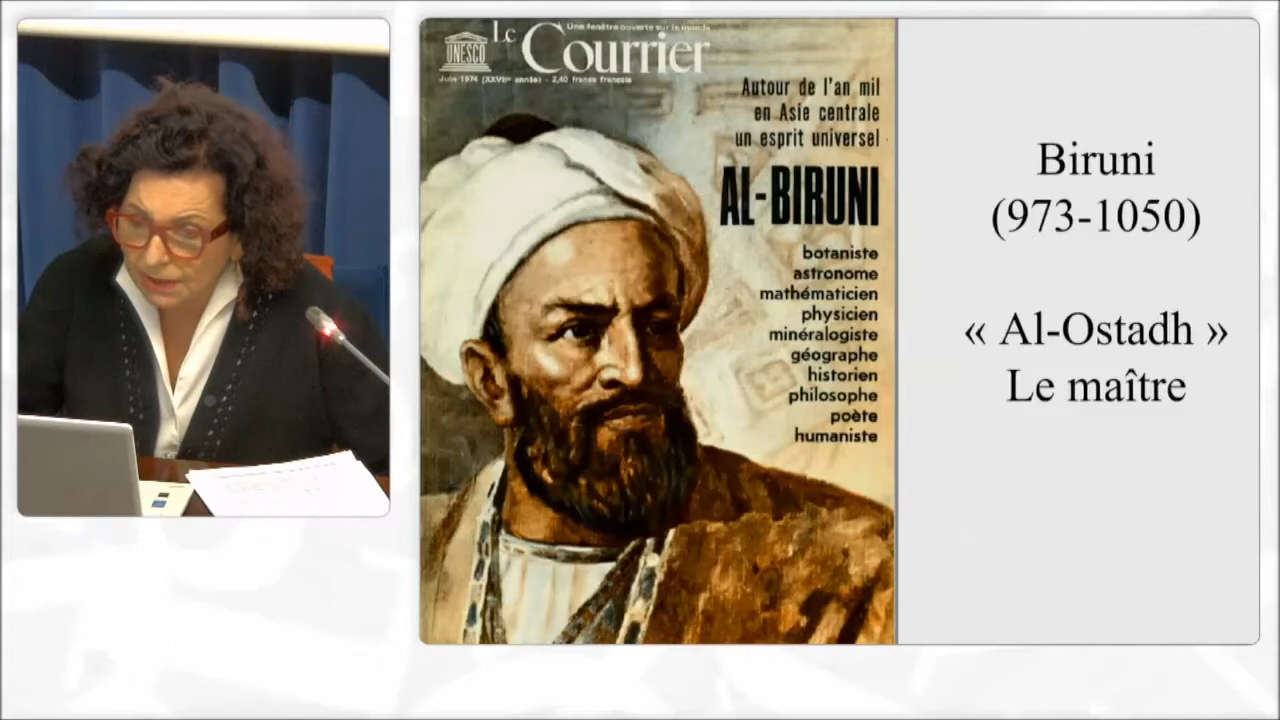 Une fenêtre ouverte sur le monde
Le
Courrier
UNESCO
Juin 1974 (XXVIIe année) - 2,40 francs français
Autour de l'an mil
en Asie centrale
un esprit universel
AL-BIRUNI
botaniste
astronome
mathématicien
physicien
minéralogiste
géographe
historien
philosophe
poète
humaniste
Biruni
(973-1050)
« Al-Ostadh »
Le maître